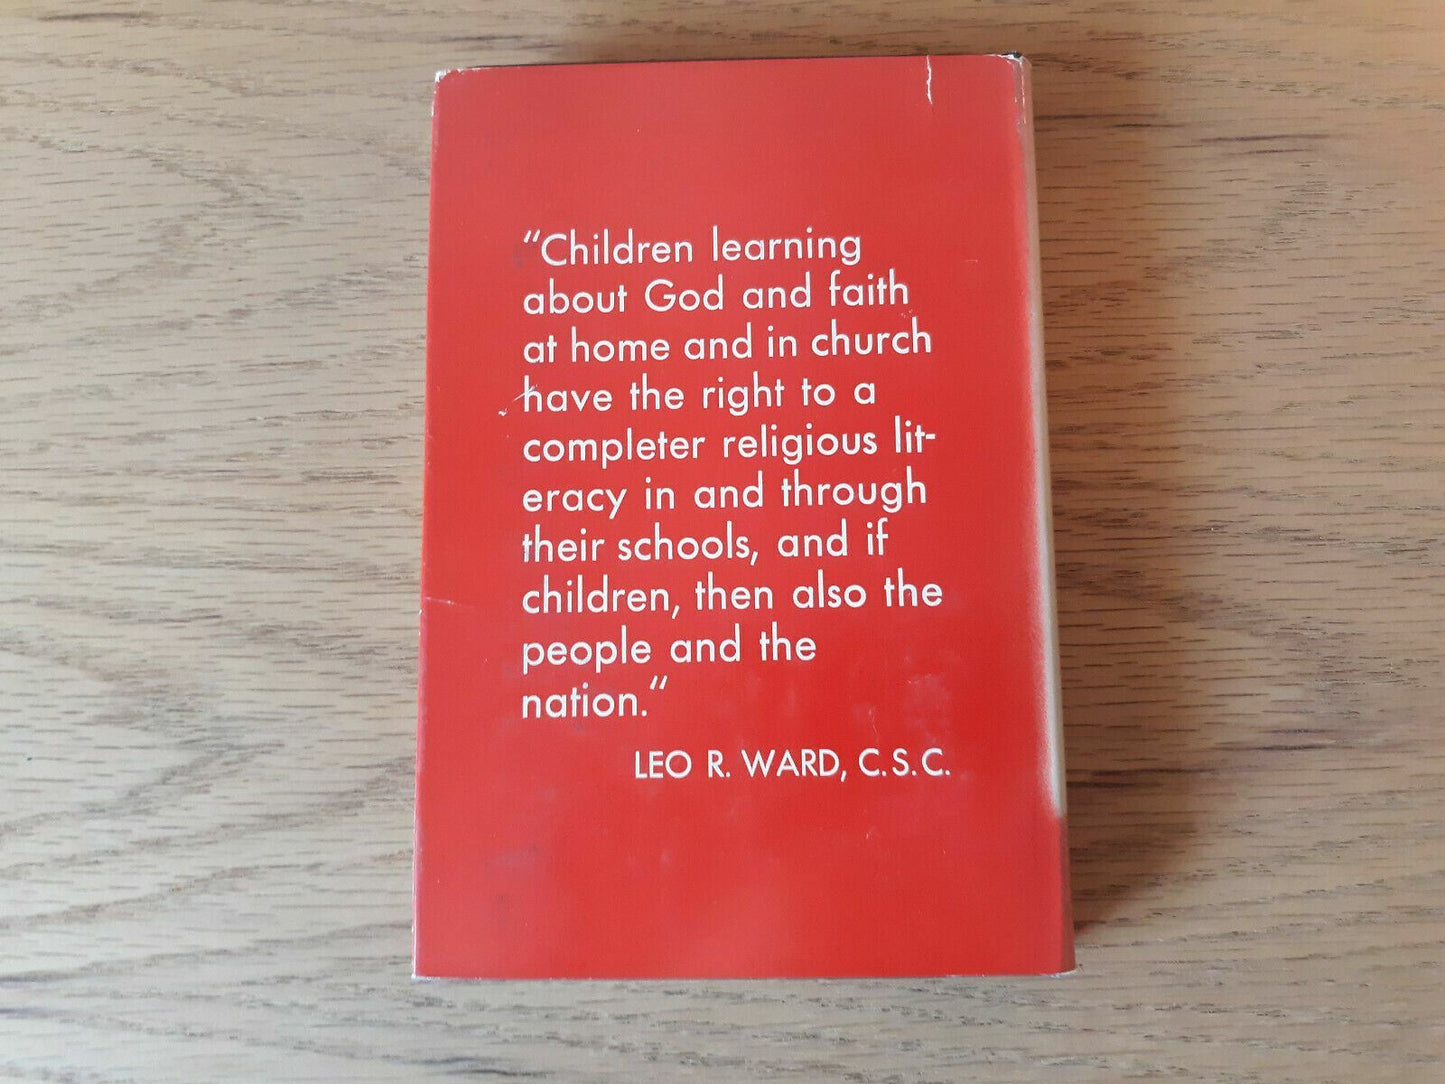 “Children learning
about God and faith
at home and in church
have the right to a
completer religious lit-
eracy in and through
their schools, and if
children, then also the
people and the
nation.“
LEO R. WARD, C.S.C.